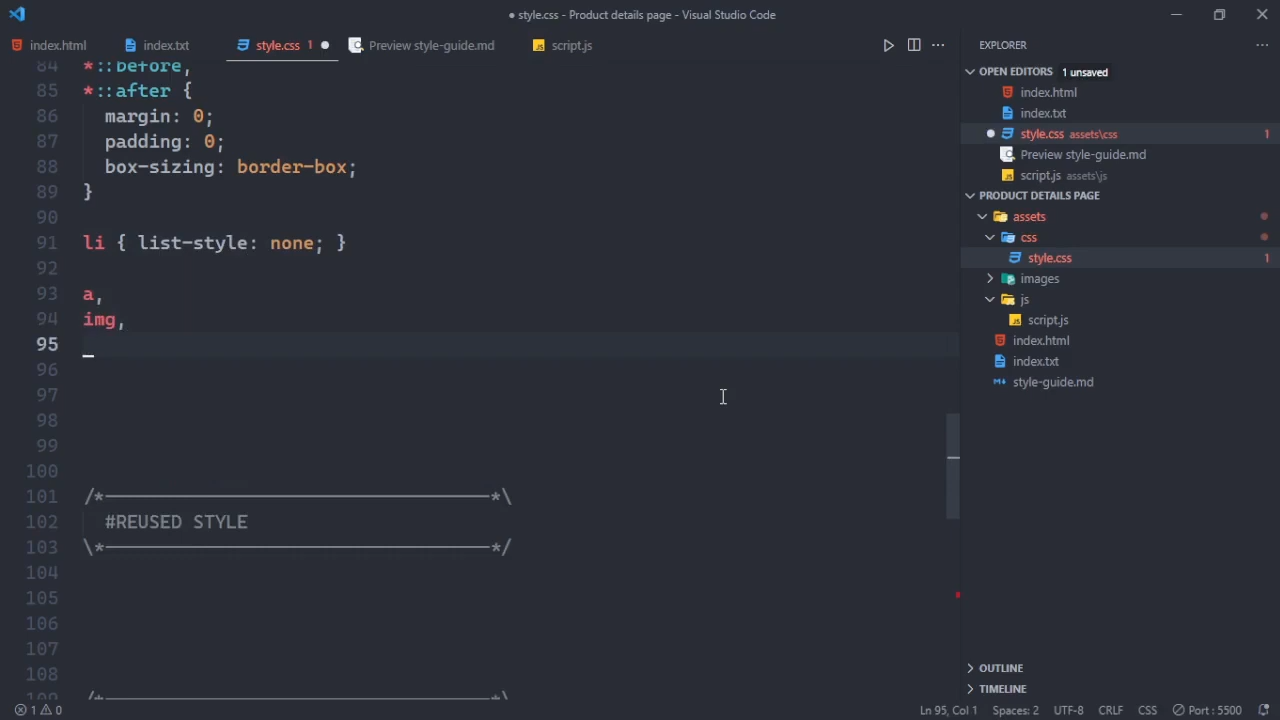 ● style.css - Product details page - Visual Studio Code
index.html
index.txt
style.css 1 ●
Preview style-guide.md
script.js
84 *::before,
85 *::after {
86 margin: 0;
87 padding: 0;
88 box-sizing: border-box;
89 }
90
91 li { list-style: none; }
92
93 a,
94 img,
95
96
97
98
99
100
101 /*-----------------------------------*\
102 #REUSED STYLE
103 \*-----------------------------------*/
104
105
106
107
108
109 /*-----------------------------------*\
EXPLORER
OPEN EDITORS 1 unsaved
index.html
index.txt
● style.css assets\css 1
Preview style-guide.md
script.js assets\js
PRODUCT DETAILS PAGE
assets
css
style.css 1
images
js
script.js
index.html
index.txt
style-guide.md
OUTLINE
TIMELINE
1 0
Ln 95, Col 1 Spaces: 2 UTF-8 CRLF CSS Port : 5500